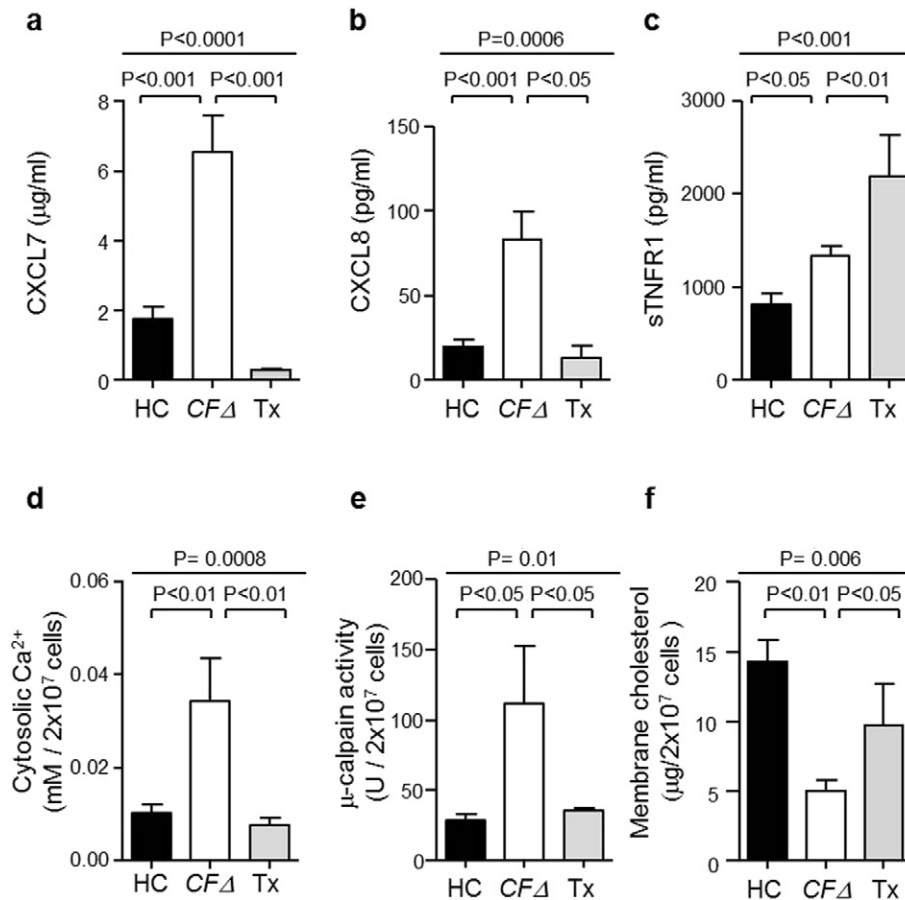 a
P<0.0001
P<0.001 P<0.001
CXCL7 (µg/ml)
8
6
4
2
0
HC CFΔ Tx
b
P=0.0006
P<0.001 P<0.05
CXCL8 (pg/ml)
150
100
50
0
HC CFΔ Tx
c
P<0.001
P<0.05 P<0.01
sTNFR1 (pg/ml)
3000
2000
1000
0
HC CFΔ Tx
d
P= 0.0008
P<0.01 P<0.01
Cytosolic Ca²⁺
(mM / 2x10⁷ cells)
0.06
0.04
0.02
0.00
HC CFΔ Tx
e
P= 0.01
P<0.05 P<0.05
µ-calpain activity
(U / 2x10⁷ cells)
200
150
100
50
0
HC CFΔ Tx
f
P= 0.006
P<0.01 P<0.05
Membrane cholesterol
(µg/2x10⁷ cells )
20
15
10
5
0
HC CFΔ Tx